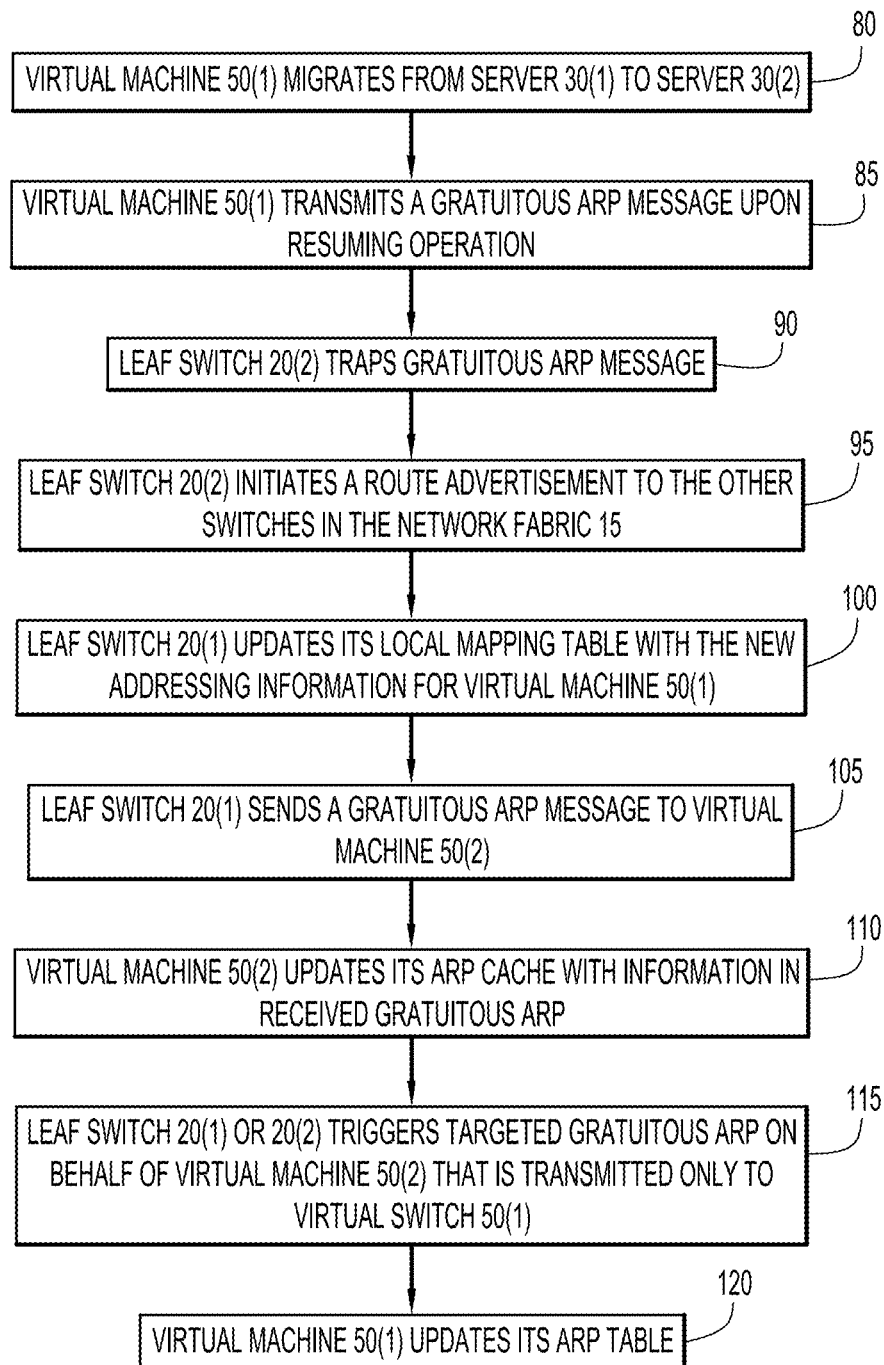 80
VIRTUAL MACHINE 50(1) MIGRATES FROM SERVER 30(1) TO SERVER 30(2)
85
VIRTUAL MACHINE 50(1) TRANSMITS A GRATUITOUS ARP MESSAGE UPON
RESUMING OPERATION
90
LEAF SWITCH 20(2) TRAPS GRATUITOUS ARP MESSAGE
95
LEAF SWITCH 20(2) INITIATES A ROUTE ADVERTISEMENT TO THE OTHER
SWITCHES IN THE NETWORK FABRIC 15
100
LEAF SWITCH 20(1) UPDATES ITS LOCAL MAPPING TABLE WITH THE NEW
ADDRESSING INFORMATION FOR VIRTUAL MACHINE 50(1)
105
LEAF SWITCH 20(1) SENDS A GRATUITOUS ARP MESSAGE TO VIRTUAL
MACHINE 50(2)
110
VIRTUAL MACHINE 50(2) UPDATES ITS ARP CACHE WITH INFORMATION IN
RECEIVED GRATUITOUS ARP
115
LEAF SWITCH 20(1) OR 20(2) TRIGGERS TARGETED GRATUITOUS ARP ON
BEHALF OF VIRTUAL MACHINE 50(2) THAT IS TRANSMITTED ONLY TO
VIRTUAL SWITCH 50(1)
120
VIRTUAL MACHINE 50(1) UPDATES ITS ARP TABLE